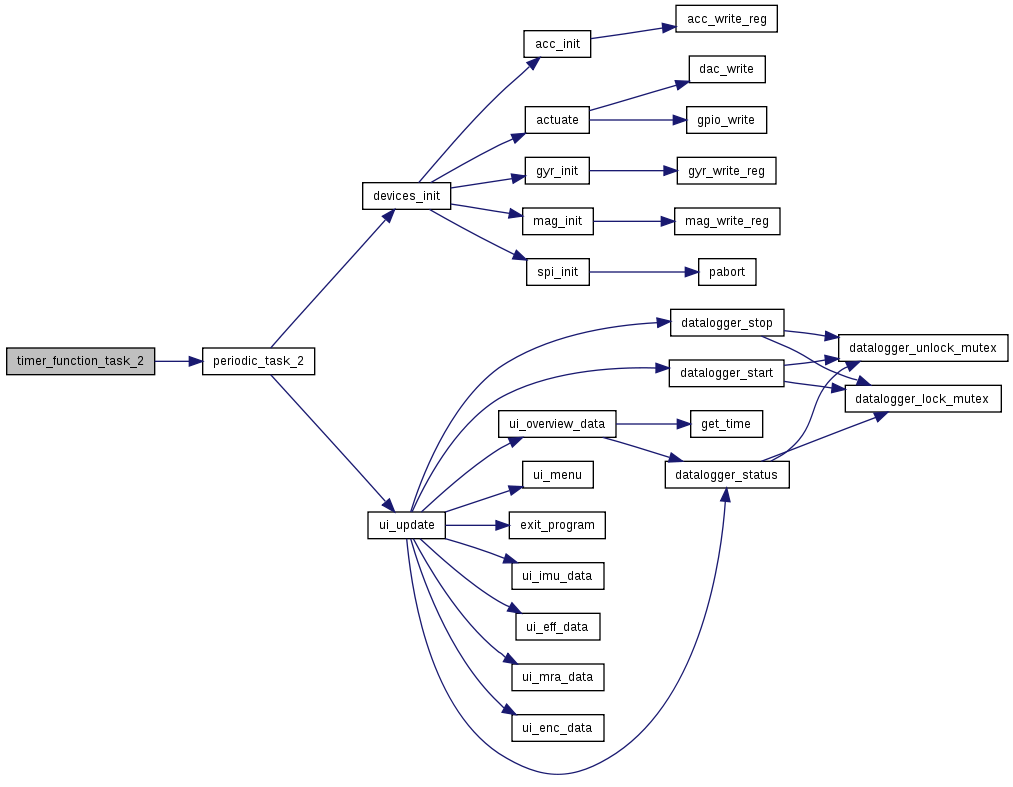 acc_write_reg
acc_init
dac_write
actuate
gpio_write
gyr_init
gyr_write_reg
devices_init
mag_init
mag_write_reg
spi_init
pabort
datalogger_stop
datalogger_unlock_mutex
timer_function_task_2
periodic_task_2
datalogger_start
datalogger_lock_mutex
ui_overview_data
get_time
ui_menu
datalogger_status
ui_update
exit_program
ui_imu_data
ui_eff_data
ui_mra_data
ui_enc_data